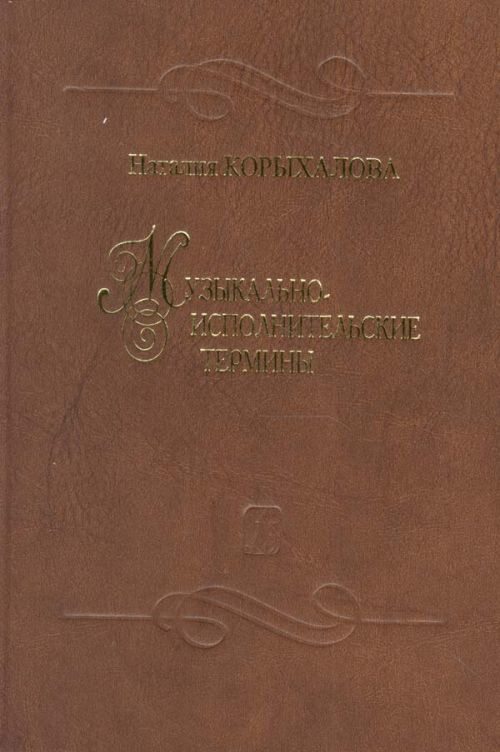 Наталия КОРЫХАЛОВА
МУЗЫКАЛЬНО-
ИСПОЛНИТЕЛЬСКИЕ
ТЕРМИНЫ